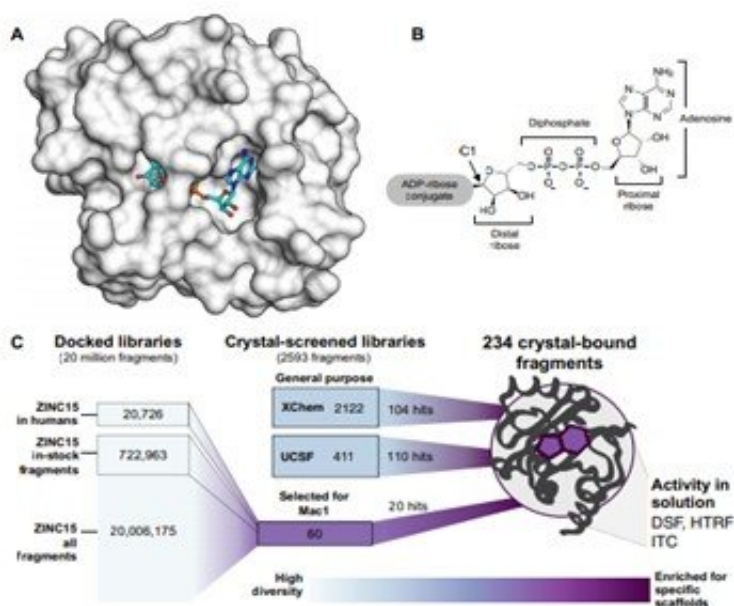 A
B
NH₂
N
N
N
N
Adenosine
Diphosphate
C1
O
O
O
O
P
O
P
O
O
OH
O-
O-
OH
ADP-ribose
conjugate
HO
OH
Proximal
ribose
Distal
ribose
C
Docked libraries
(20 million fragments)
Crystal-screened libraries
(2593 fragments)
234 crystal-bound
fragments
General purpose
ZINC15
in humans
20,726
XChem 2122
104 hits
ZINC15
in-stock
fragments
722,963
UCSF 411
110 hits
Selected for
Mac1
20 hits
Activity in
solution
DSF, HTRF
ITC
ZINC15
all
fragments
20,006,175
60
High
diversity
Enriched for
specific
scaffolds